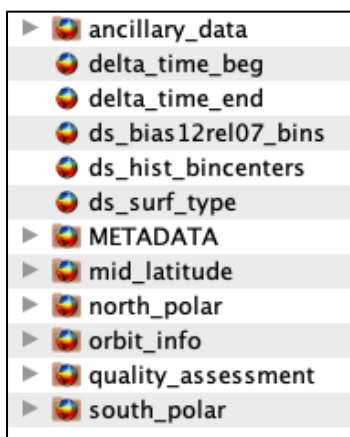 ancillary_data
delta_time_beg
delta_time_end
ds_bias12rel07_bins
ds_hist_bincenters
ds_surf_type
METADATA
mid_latitude
north_polar
orbit_info
quality_assessment
south_polar